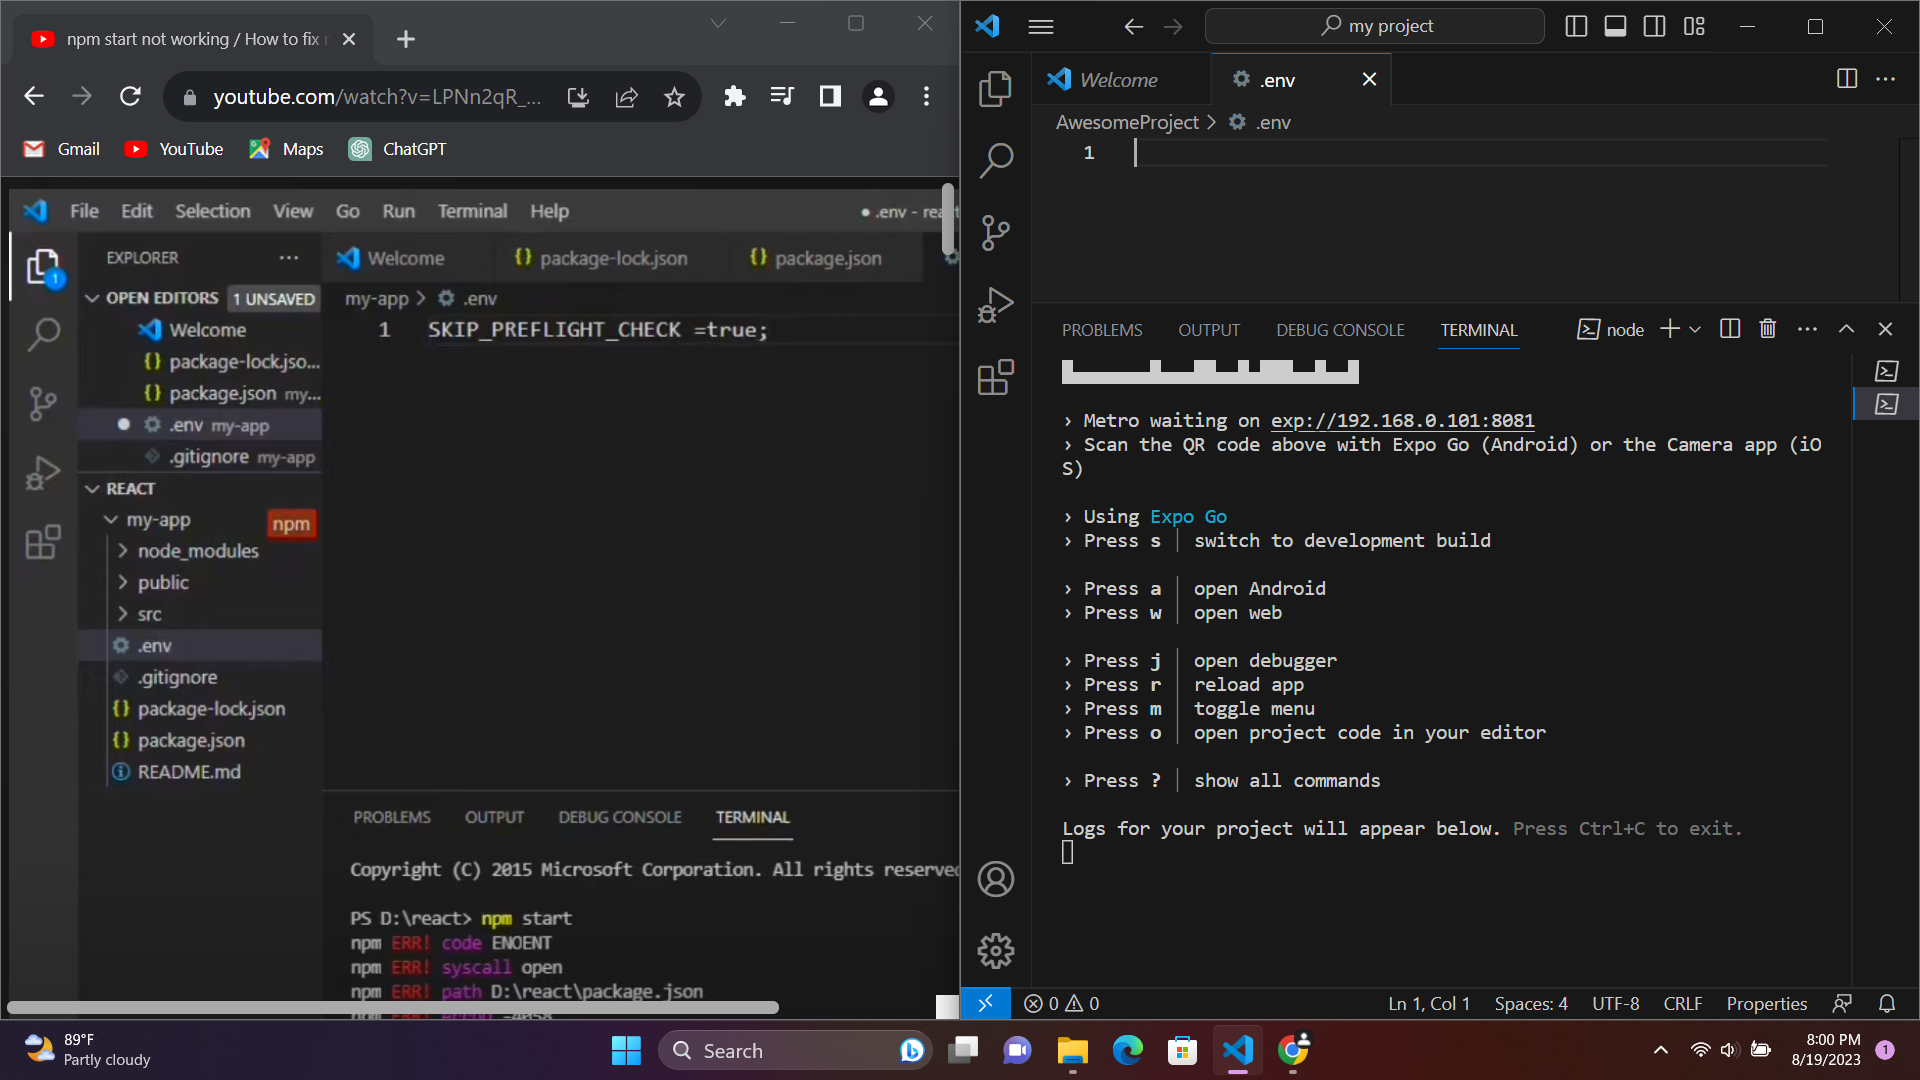 npm start not working / How to fix
youtube.com/watch?v=LPNn2qR_...
Gmail
YouTube
Maps
ChatGPT
File Edit Selection View Go Run Terminal Help
● .env - react
EXPLORER ...
Welcome
package-lock.json
package.json
OPEN EDITORS 1 UNSAVED
Welcome
package-lock.jso...
package.json my...
.env my-app
.gitignore my-app
REACT
my-app
npm
node_modules
public
src
.env
.gitignore
package-lock.json
package.json
README.md
1
my-app > .env
1 SKIP_PREFLIGHT_CHECK =true;
PROBLEMS OUTPUT DEBUG CONSOLE TERMINAL
Copyright (C) 2015 Microsoft Corporation. All rights reserved
PS D:\react> npm start
npm ERR! code ENOENT
npm ERR! syscall open
npm ERR! path D:\react\package.json
npm ERR! errno -4058
my project
Welcome
.env
AwesomeProject > .env
1
PROBLEMS OUTPUT DEBUG CONSOLE TERMINAL
node
› Metro waiting on exp://192.168.0.101:8081
› Scan the QR code above with Expo Go (Android) or the Camera app (iO
S)
› Using Expo Go
› Press s │ switch to development build
› Press a │ open Android
› Press w │ open web
› Press j │ open debugger
› Press r │ reload app
› Press m │ toggle menu
› Press o │ open project code in your editor
› Press ? │ show all commands
Logs for your project will appear below. Press Ctrl+C to exit.
0 0
Ln 1, Col 1 Spaces: 4 UTF-8 CRLF Properties
89°F
Partly cloudy
Search
8:00 PM
8/19/2023
1